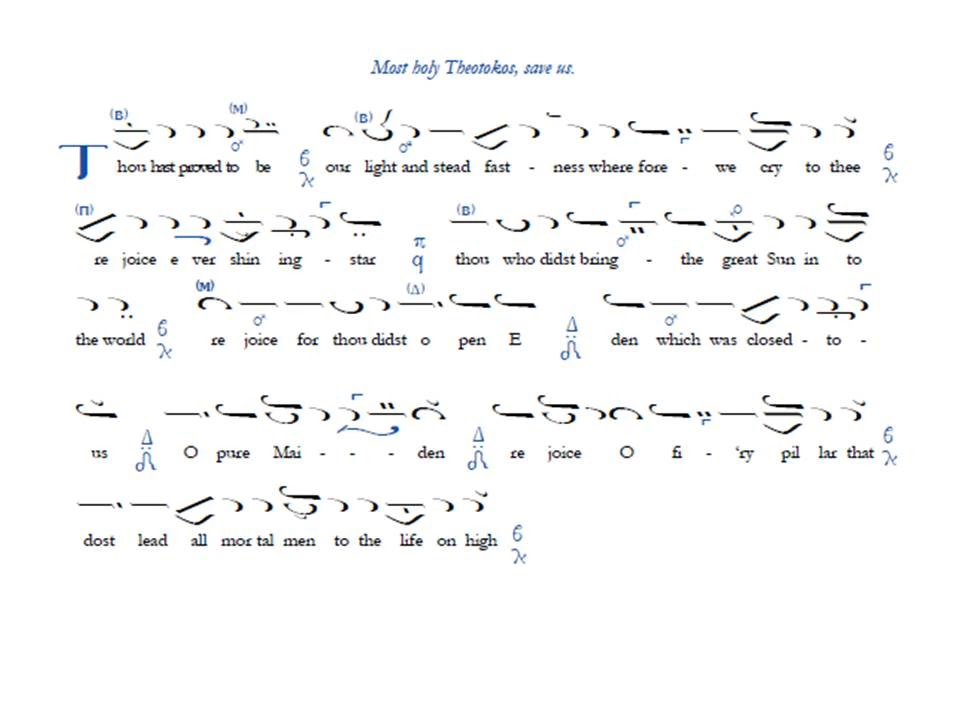 Most holy Theotokos, save us.
(B) (M) (B)
Thou hast proved to be our light and stead fast - ness where fore - we cry to thee
(Π) (B)
re joice e ver shin ing - star π q thou who didst bring - the great Sun in to
(M) (Δ)
the world re joice for thou didst o pen E Δ den which was closed - to -
us Δ O pure Mai - - - den Δ re joice O fi - 'ry pil lar that
dost lead all mor tal men to the life on high